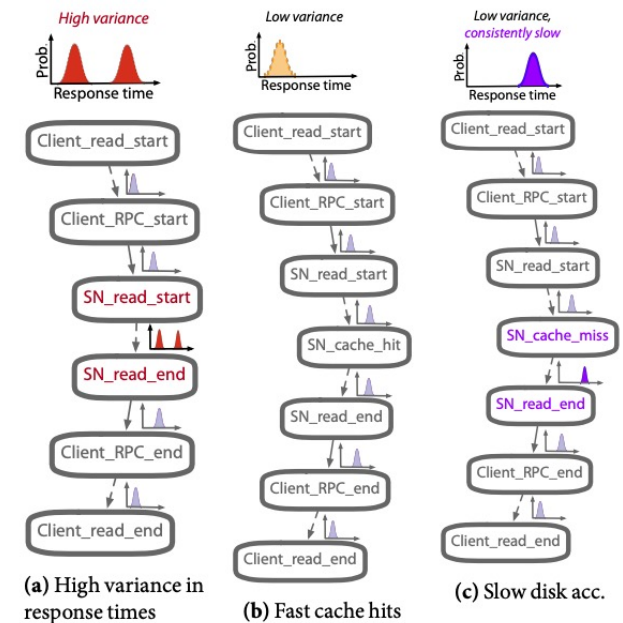 High variance
Prob.
Response time
Client_read_start
Client_RPC_start
SN_read_start
SN_read_end
Client_RPC_end
Client_read_end
(a) High variance in
response times
Low variance
Prob.
Response time
Client_read_start
Client_RPC_start
SN_read_start
SN_cache_hit
SN_read_end
Client_RPC_end
Client_read_end
(b) Fast cache hits
Low variance,
consistently slow
Prob.
Response time
Client_read_start
Client_RPC_start
SN_read_start
SN_cache_miss
SN_read_end
Client_RPC_end
Client_read_end
(c) Slow disk acc.